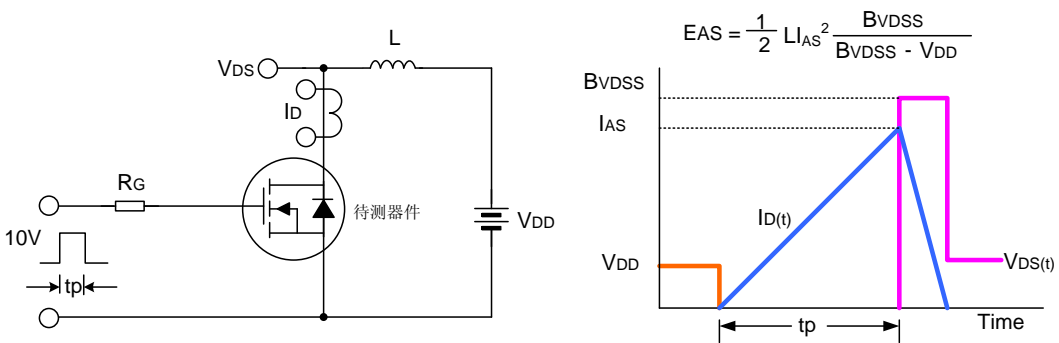 L
VDS
ID
RG
10V
tp
待测器件
VDD
EAS = 1/2 LIAS² BVDSS / BVDSS - VDD
BVDSS
IAS
ID(t)
VDD
VDS(t)
tp
Time